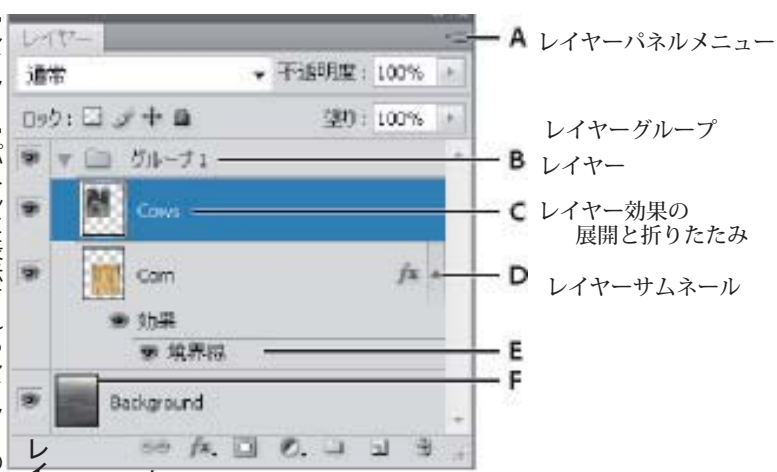 レイヤー
A レイヤーパネルメニュー
通常 不透明度: 100%
ロック: 塗り: 100%
レイヤーグループ
グループ 1
B レイヤー
Cows
C レイヤー効果の
展開と折りたたみ
Corn fx
D
レイヤーサムネール
効果
境界線
E
F
Background
fx.
レイ